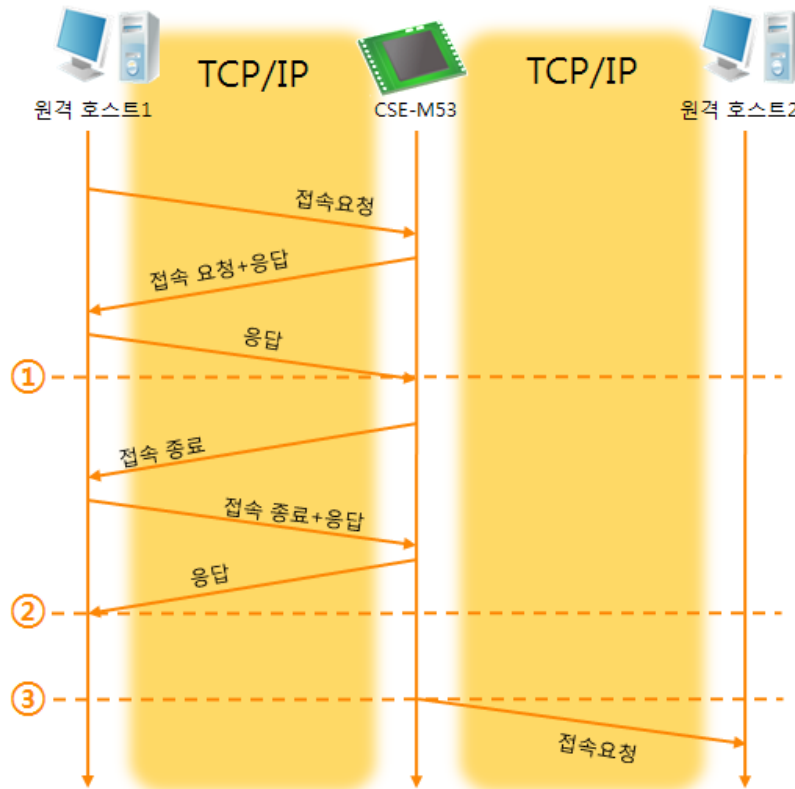 TCP/IP
TCP/IP
원격 호스트1
CSE-M53
원격 호스트2
접속요청
접속 요청+응답
응답
①
접속 종료
접속 종료+응답
응답
②
③
접속요청